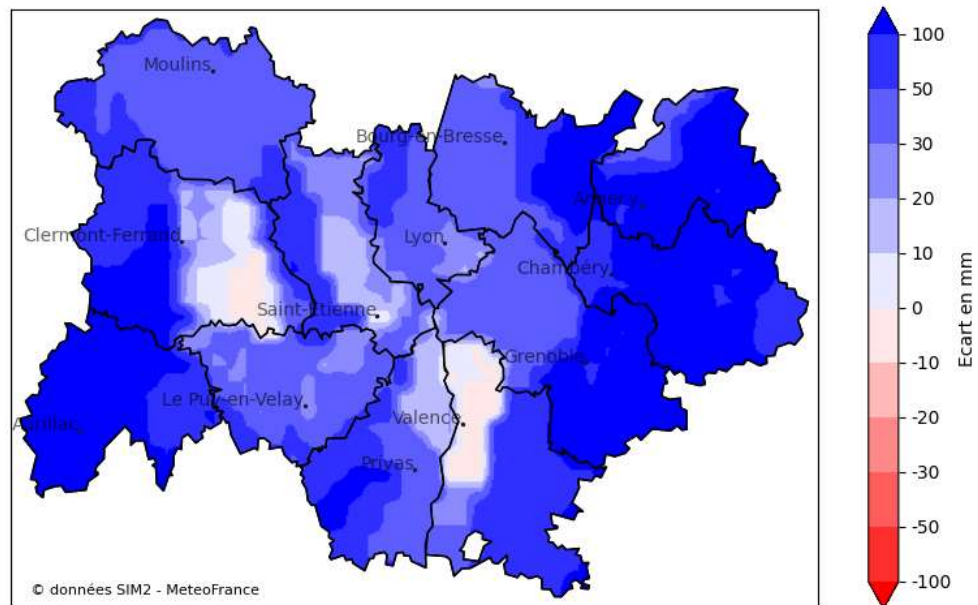 Moulins
Bourg-en-Bresse
Annecy
Clermont-Ferrand
Lyon
Chambéry
Saint-Etienne
Grenoble
Le Puy-en-Velay
Valence
Aurillac
Privas
© données SIM2 - MeteoFrance
100
50
30
20
10
0
-10
-20
-30
-50
-100
Ecart en mm